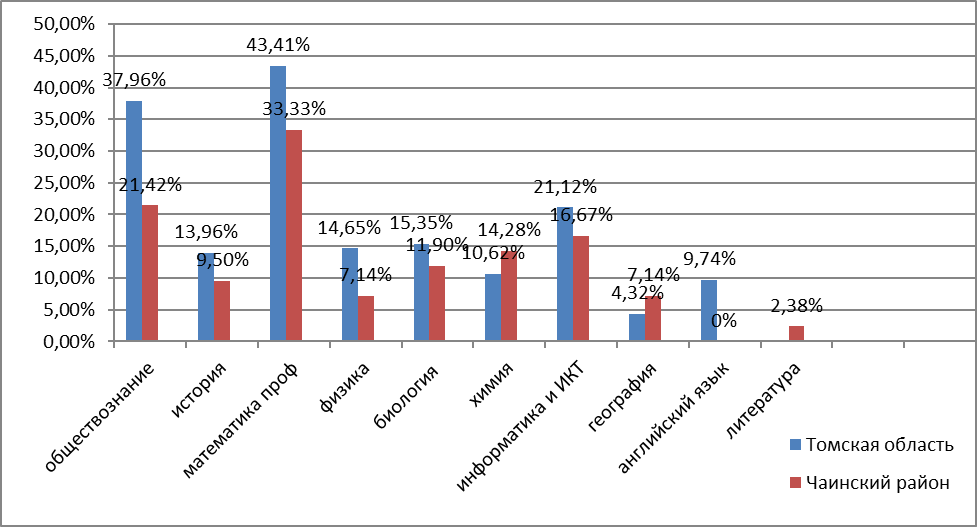 50,00%
45,00%
40,00%
35,00%
30,00%
25,00%
20,00%
15,00%
10,00%
5,00%
0,00%
37,96%
21,42%
13,96%
9,50%
43,41%
33,33%
14,65%
7,14%
15,35%
11,90%
10,62%
14,28%
21,12%
16,67%
4,32%
7,14%
9,74%
0%
2,38%
обществознание
история
математика проф
физика
биология
химия
информатика и ИКТ
география
английский язык
литература
Томская область
Чаинский район